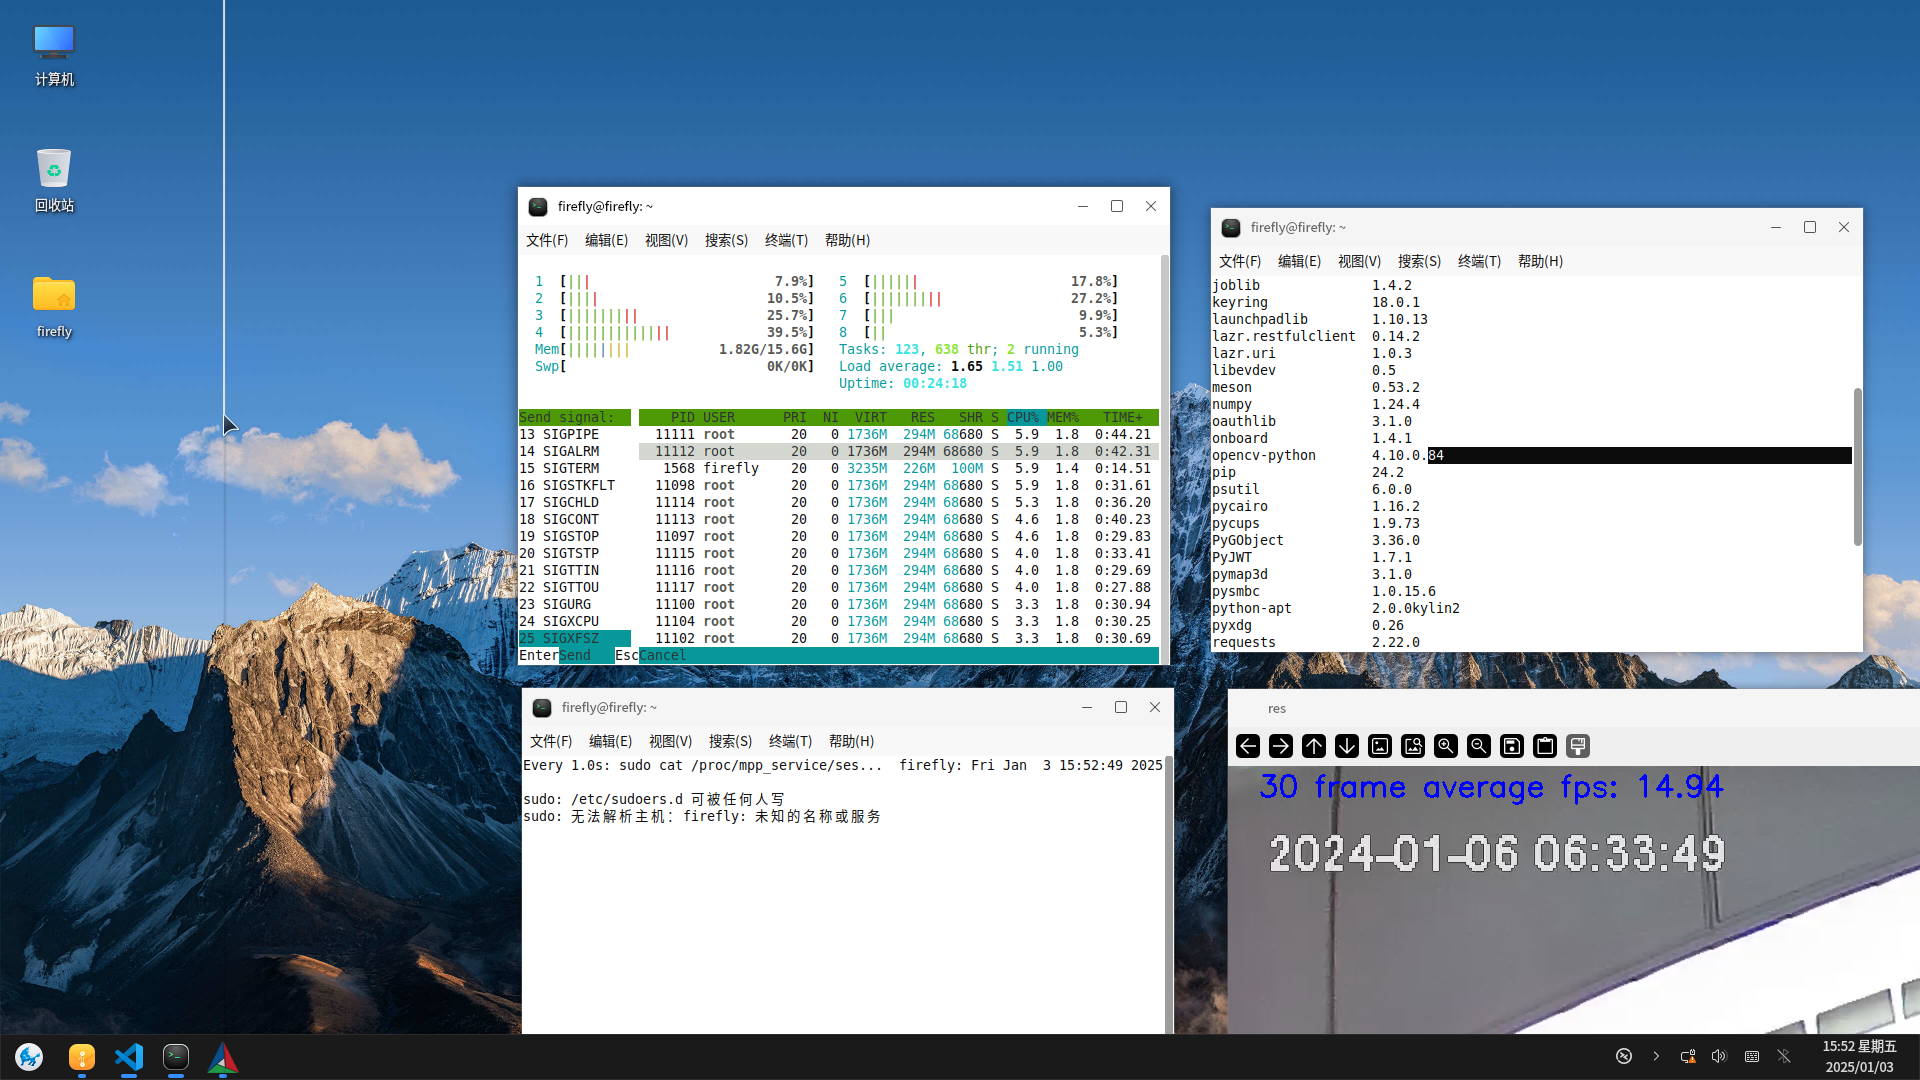 计算机
回收站
firefly
firefly@firefly: ~
文件(F) 编辑(E) 视图(V) 搜索(S) 终端(T) 帮助(H)
1 [||| 7.9%] 5 [|||||| 17.8%]
2 [|||| 10.5%] 6 [||||||||| 27.2%]
3 [||||||||| 25.7%] 7 [||| 9.9%]
4 [||||||||||||| 39.5%] 8 [|| 5.3%]
Mem[|||||||| 1.82G/15.6G] Tasks: 123, 638 thr; 2 running
Swp[ 0K/0K] Load average: 1.65 1.51 1.00
Uptime: 00:24:18
Send signal: PID USER PRI NI VIRT RES SHR S CPU% MEM% TIME+
13 SIGPIPE 11111 root 20 0 1736M 294M 68680 S 5.9 1.8 0:44.21
14 SIGALRM 11112 root 20 0 1736M 294M 68680 S 5.9 1.8 0:42.31
15 SIGTERM 1568 firefly 20 0 3235M 226M 100M S 5.9 1.4 0:14.51
16 SIGSTKFLT 11098 root 20 0 1736M 294M 68680 S 5.9 1.8 0:31.61
17 SIGCHLD 11114 root 20 0 1736M 294M 68680 S 5.3 1.8 0:36.20
18 SIGCONT 11113 root 20 0 1736M 294M 68680 S 4.6 1.8 0:40.23
19 SIGSTOP 11097 root 20 0 1736M 294M 68680 S 4.6 1.8 0:29.83
20 SIGTSTP 11115 root 20 0 1736M 294M 68680 S 4.0 1.8 0:33.41
21 SIGTTIN 11116 root 20 0 1736M 294M 68680 S 4.0 1.8 0:29.69
22 SIGTTOU 11117 root 20 0 1736M 294M 68680 S 4.0 1.8 0:27.88
23 SIGURG 11100 root 20 0 1736M 294M 68680 S 3.3 1.8 0:30.94
24 SIGXCPU 11104 root 20 0 1736M 294M 68680 S 3.3 1.8 0:30.25
25 SIGXFSZ 11102 root 20 0 1736M 294M 68680 S 3.3 1.8 0:30.69
EnterSend EscCancel
firefly@firefly: ~
文件(F) 编辑(E) 视图(V) 搜索(S) 终端(T) 帮助(H)
joblib 1.4.2
keyring 18.0.1
launchpadlib 1.10.13
lazr.restfulclient 0.14.2
lazr.uri 1.0.3
libevdev 0.5
meson 0.53.2
numpy 1.24.4
oauthlib 3.1.0
onboard 1.4.1
opencv-python 4.10.0.84
pip 24.2
psutil 6.0.0
pycairo 1.16.2
pycups 1.9.73
PyGObject 3.36.0
PyJWT 1.7.1
pymap3d 3.1.0
pysmbc 1.0.15.6
python-apt 2.0.0kylin2
pyxdg 0.26
requests 2.22.0
firefly@firefly: ~
文件(F) 编辑(E) 视图(V) 搜索(S) 终端(T) 帮助(H)
Every 1.0s: sudo cat /proc/mpp_service/ses... firefly: Fri Jan 3 15:52:49 2025
sudo: /etc/sudoers.d 可被任何人写
sudo: 无法解析主机：firefly: 未知的名称或服务
res
30 frame average fps: 14.94
2024-01-06 06:33:49
15:52 星期五
2025/01/03